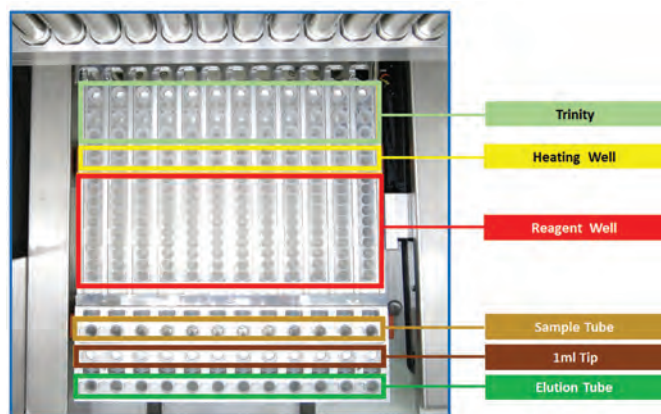 Trinity
Heating Well
Reagent Well
Sample Tube
1ml Tip
Elution Tube